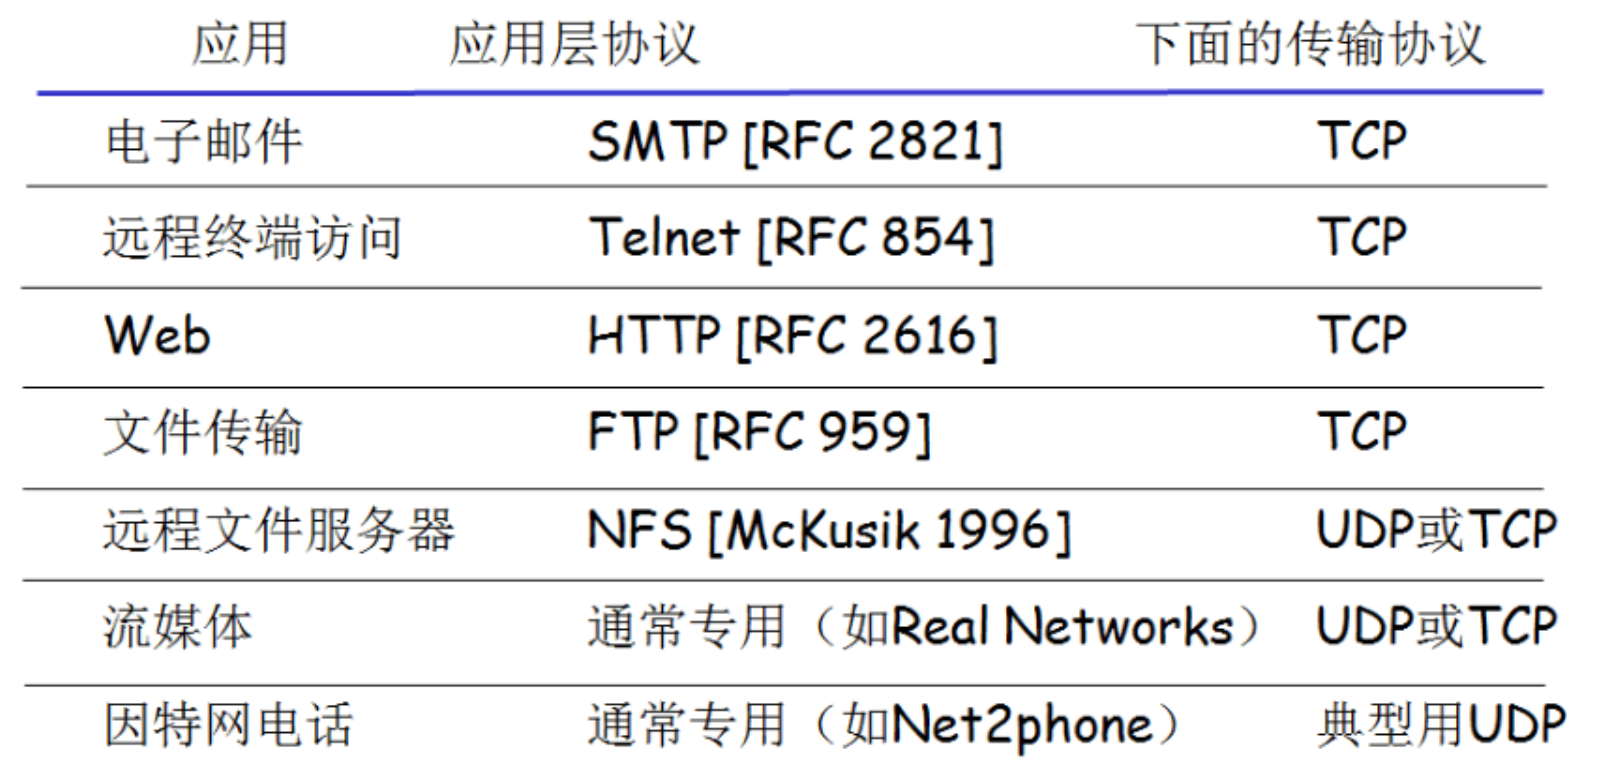 应用 应用层协议 下面的传输协议
电子邮件 SMTP [RFC 2821] TCP
远程终端访问 Telnet [RFC 854] TCP
Web HTTP [RFC 2616] TCP
文件传输 FTP [RFC 959] TCP
远程文件服务器 NFS [McKusik 1996] UDP或TCP
流媒体 通常专用（如Real Networks） UDP或TCP
因特网电话 通常专用（如Net2phone） 典型用UDP